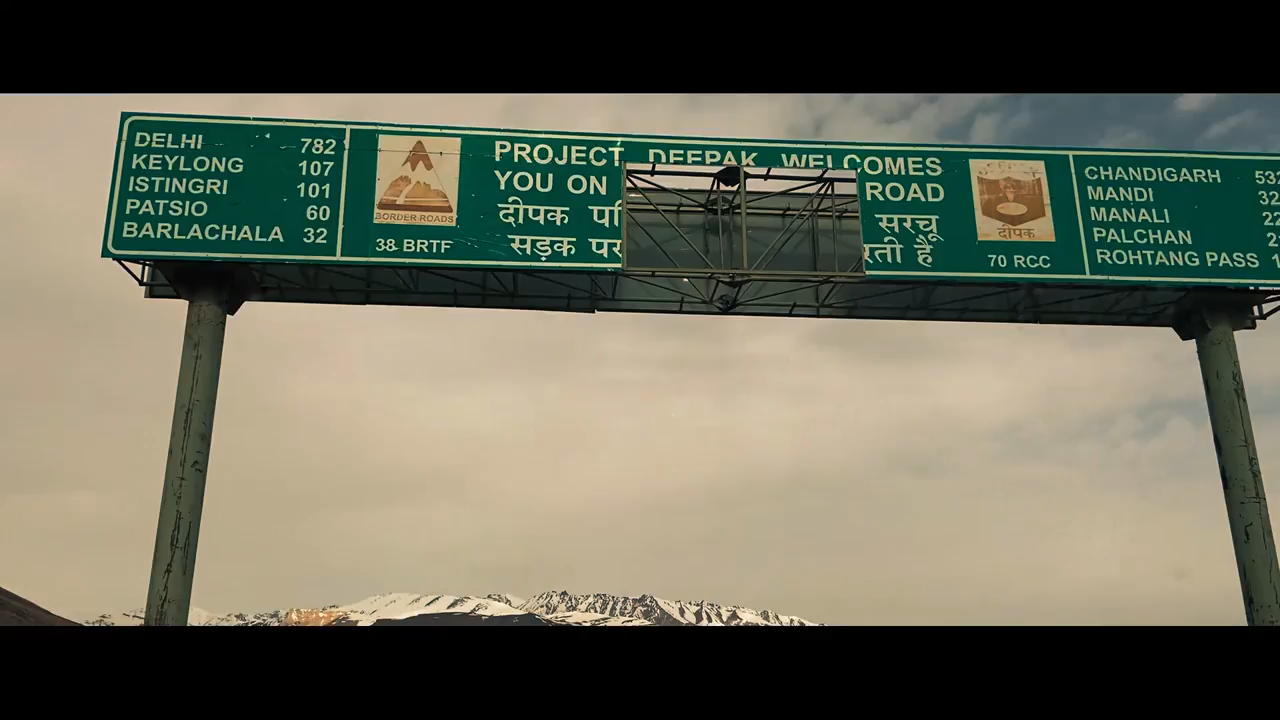 DELHI 782
KEYLONG 107
ISTINGRI 101
PATSIO 60
BARLACHALA 32
BORDER ROADS
38 BRTF
PROJECT DEEPAK WELCOMES
YOU ON ROAD
दीपक सरचू
सड़क हैं
दीपक
70 RCC
CHANDIGARH
MANDI
MANALI
PALCHAN
ROHTANG PASS